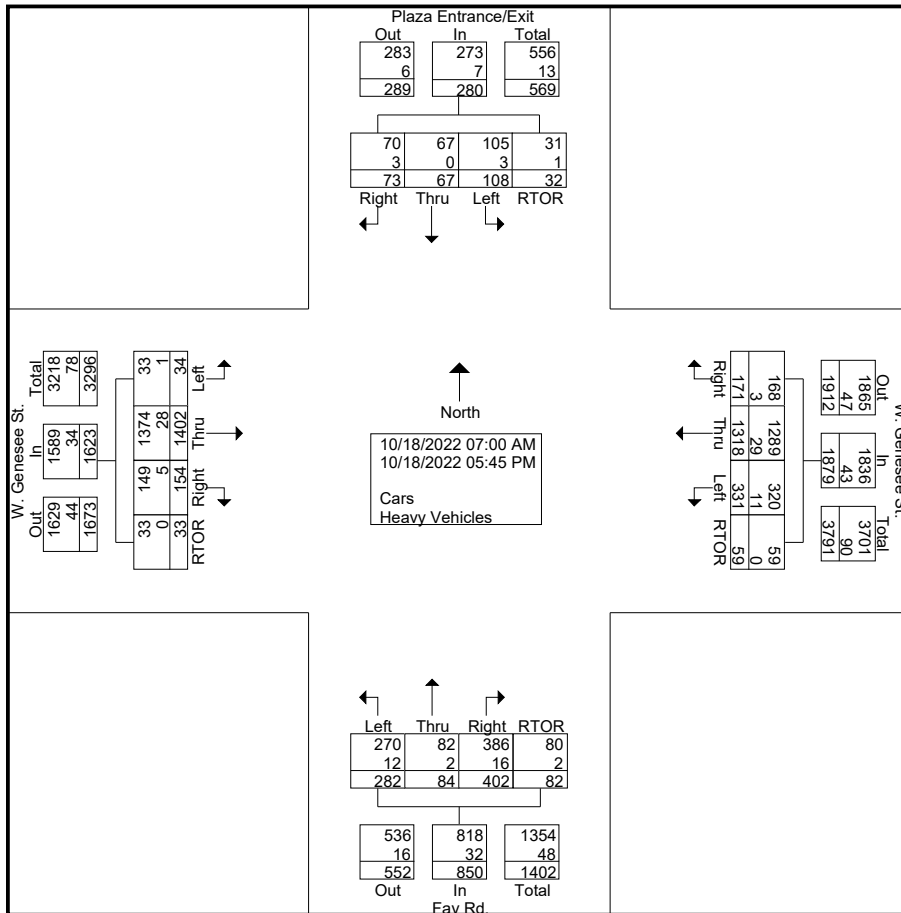 Plaza Entrance/Exit
Out In Total
283 273 556
6 7 13
289 280 569
70 67 105 31
3 0 3 1
73 67 108 32
Right Thru Left RTOR
W. Genesee St.
Total In Out
3218 1589 1629
78 34 44
3296 1623 1673
33 1374 149 33
1 28 5 0
34 1402 154 33
Left Thru Right RTOR
North
10/18/2022 07:00 AM
10/18/2022 05:45 PM
Cars
Heavy Vehicles
W. Genesee St.
Out In Total
1865 1836 3701
47 43 90
1912 1879 3791
168 1289 320 59
3 29 11 0
171 1318 331 59
Right Thru Left RTOR
Left Thru Right RTOR
270 82 386 80
12 2 16 2
282 84 402 82
536 818 1354
16 32 48
552 850 1402
Out In Total
Fay Rd.